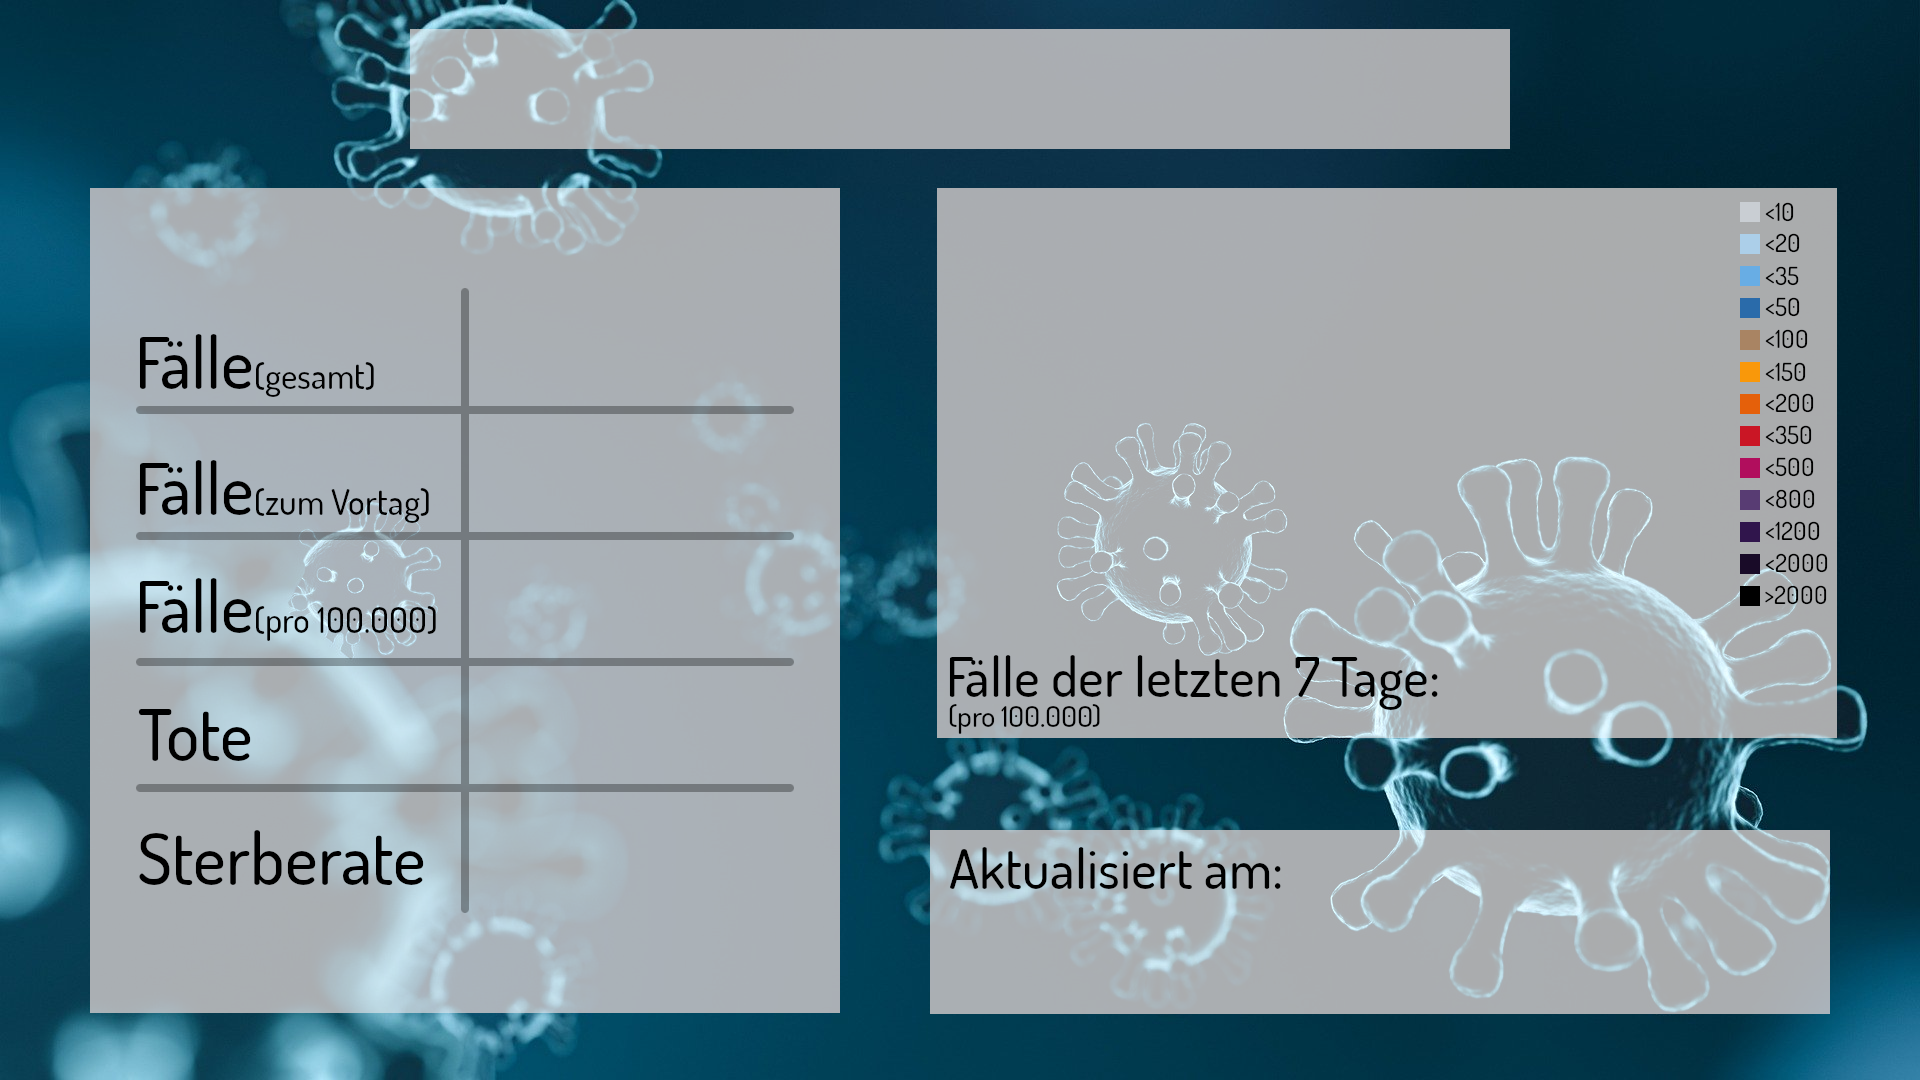 Fälle(gesamt)
Fälle(zum Vortag)
Fälle(pro 100.000)
Tote
Sterberate
<10
<20
<35
<50
<100
<150
<200
<350
<500
<800
<1200
<2000
>2000
Fälle der letzten 7 Tage:
(pro 100.000)
Aktualisiert am: